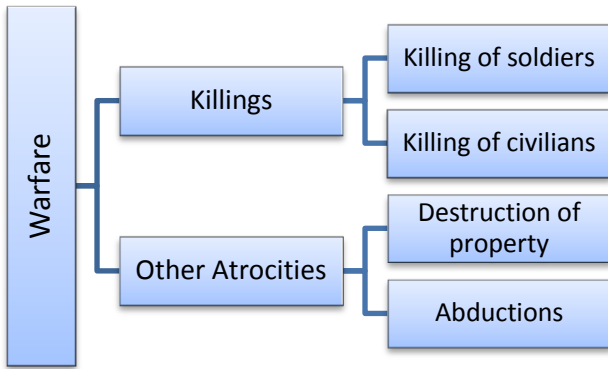 Warfare
Killings
Killing of soldiers
Killing of civilians
Other Atrocities
Destruction of
property
Abductions